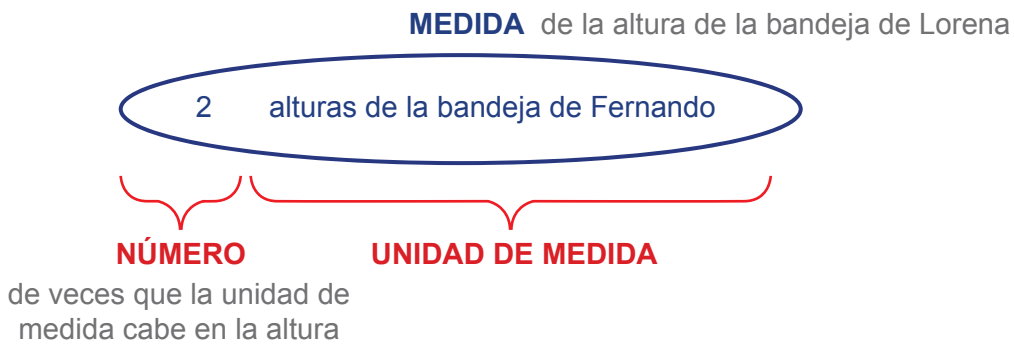 MEDIDA de la altura de la bandeja de Lorena
2 alturas de la bandeja de Fernando
NÚMERO UNIDAD DE MEDIDA
de veces que la unidad de
medida cabe en la altura